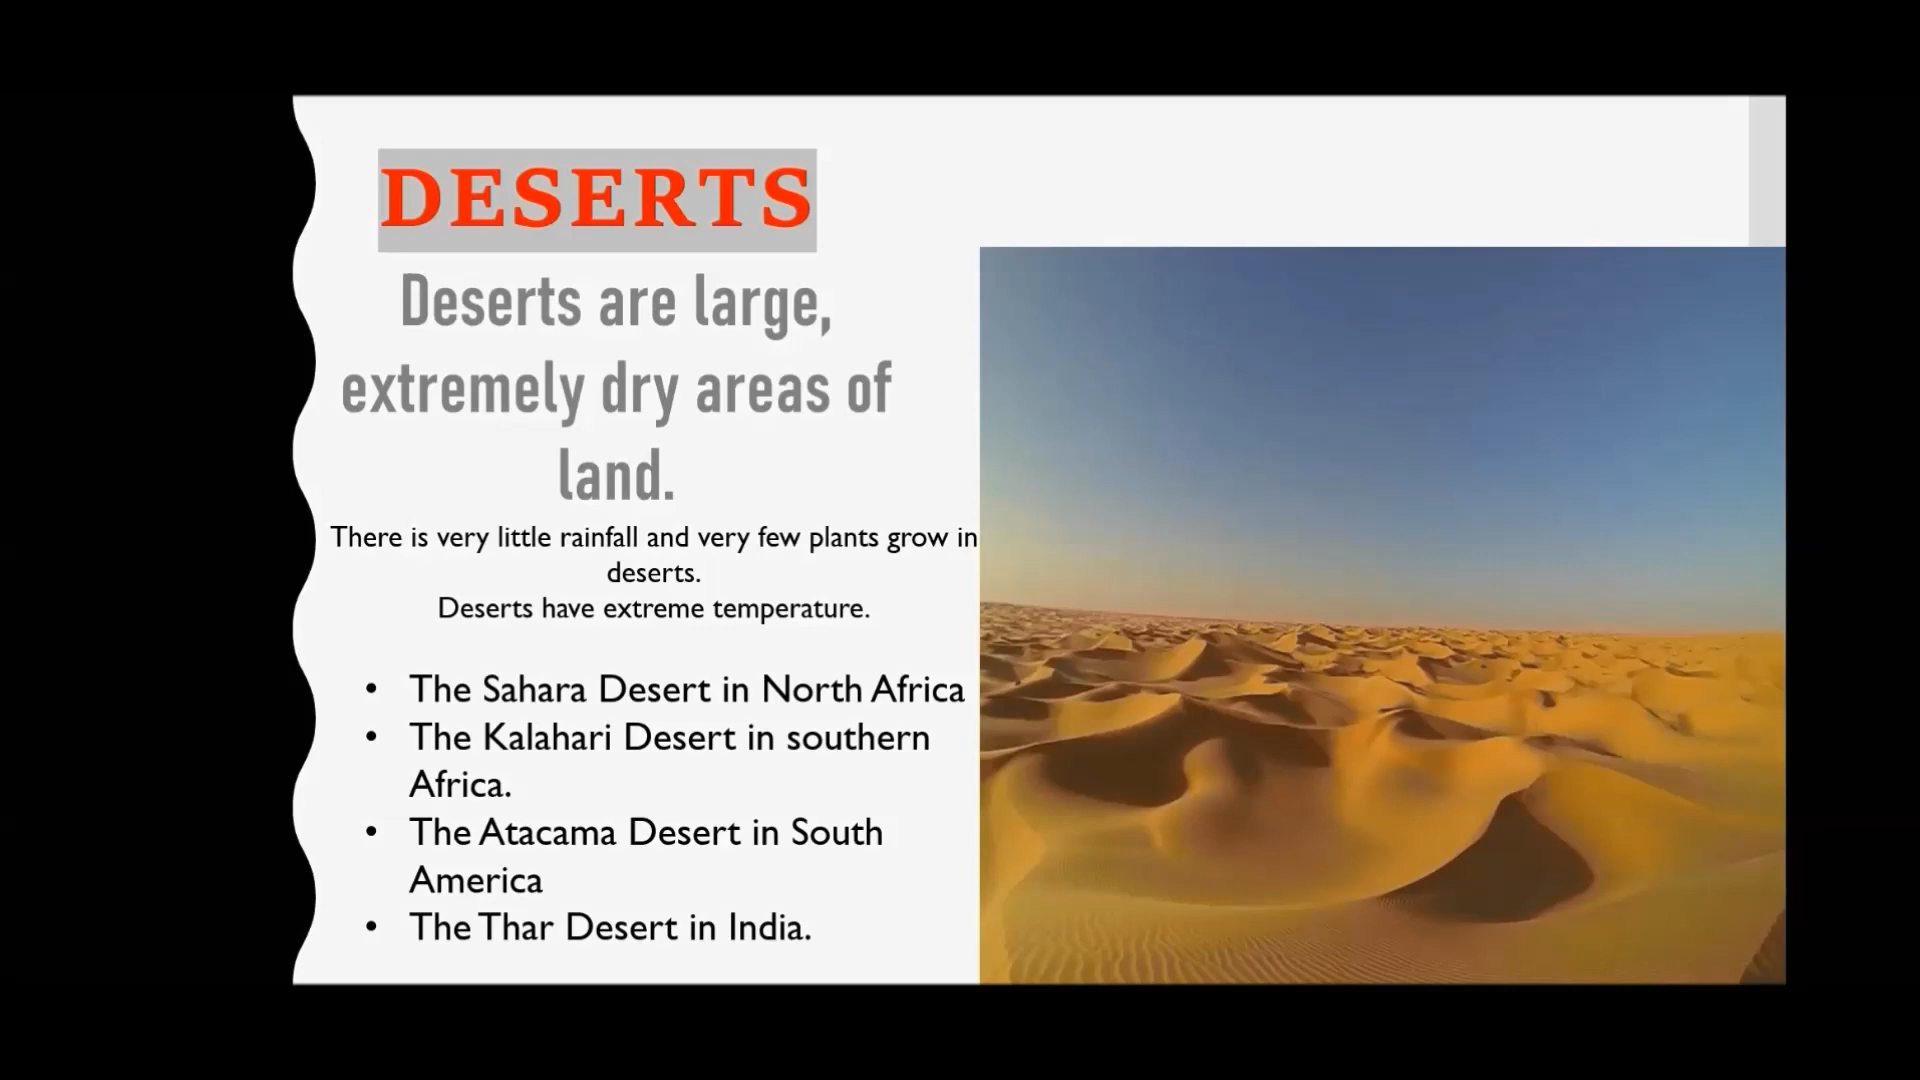 DESERTS
Deserts are large,
extremely dry areas of
land.
There is very little rainfall and very few plants grow in
deserts.
Deserts have extreme temperature.
• The Sahara Desert in North Africa
• The Kalahari Desert in southern
Africa.
• The Atacama Desert in South
America
• The Thar Desert in India.